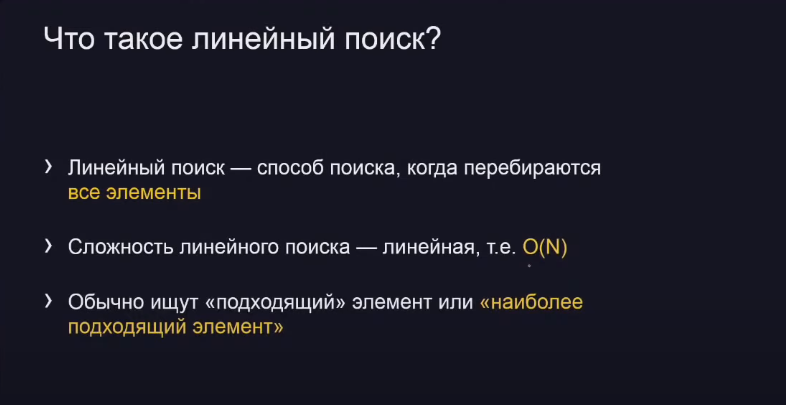 Что такое линейный поиск?
❯ Линейный поиск — способ поиска, когда перебираются
все элементы
❯ Сложность линейного поиска — линейная, т.е. O(N)
❯ Обычно ищут «подходящий» элемент или «наиболее
подходящий элемент»